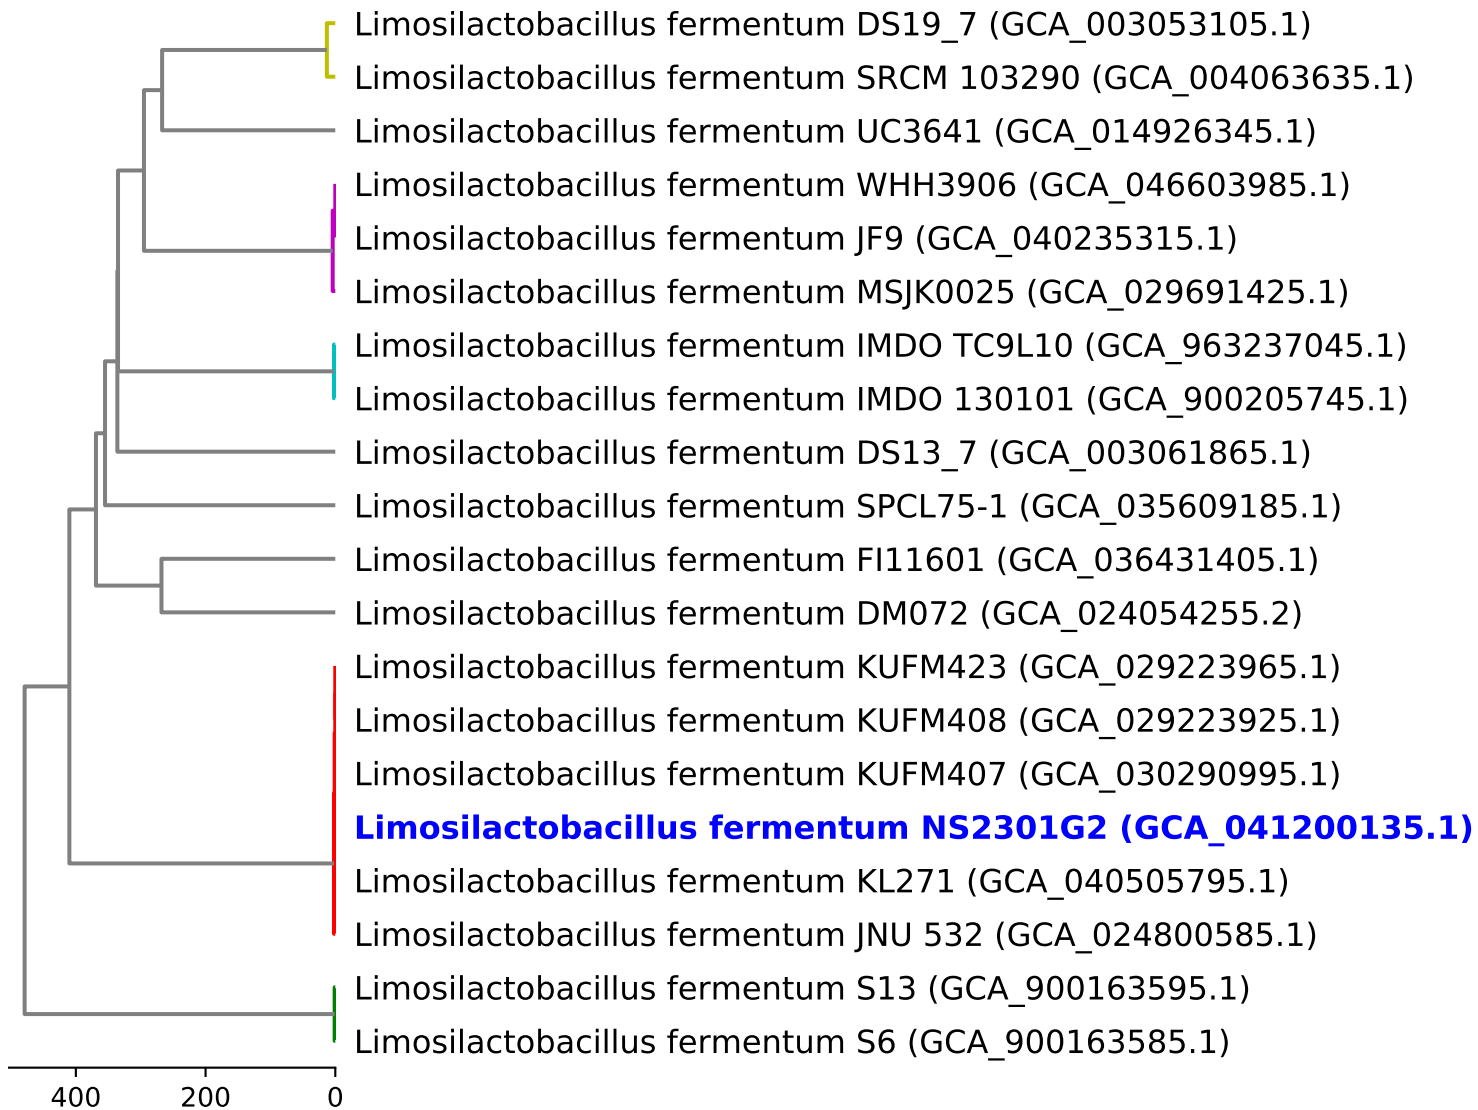 Limosilactobacillus fermentum DS19_7 (GCA_003053105.1)
Limosilactobacillus fermentum SRCM 103290 (GCA_004063635.1)
Limosilactobacillus fermentum UC3641 (GCA_014926345.1)
Limosilactobacillus fermentum WHH3906 (GCA_046603985.1)
Limosilactobacillus fermentum JF9 (GCA_040235315.1)
Limosilactobacillus fermentum MSJK0025 (GCA_029691425.1)
Limosilactobacillus fermentum IMDO TC9L10 (GCA_963237045.1)
Limosilactobacillus fermentum IMDO 130101 (GCA_900205745.1)
Limosilactobacillus fermentum DS13_7 (GCA_003061865.1)
Limosilactobacillus fermentum SPCL75-1 (GCA_035609185.1)
Limosilactobacillus fermentum FI11601 (GCA_036431405.1)
Limosilactobacillus fermentum DM072 (GCA_024054255.2)
Limosilactobacillus fermentum KUFM423 (GCA_029223965.1)
Limosilactobacillus fermentum KUFM408 (GCA_029223925.1)
Limosilactobacillus fermentum KUFM407 (GCA_030290995.1)
Limosilactobacillus fermentum NS2301G2 (GCA_041200135.1)
Limosilactobacillus fermentum KL271 (GCA_040505795.1)
Limosilactobacillus fermentum JNU 532 (GCA_024800585.1)
Limosilactobacillus fermentum S13 (GCA_900163595.1)
Limosilactobacillus fermentum S6 (GCA_900163585.1)
400 200 0